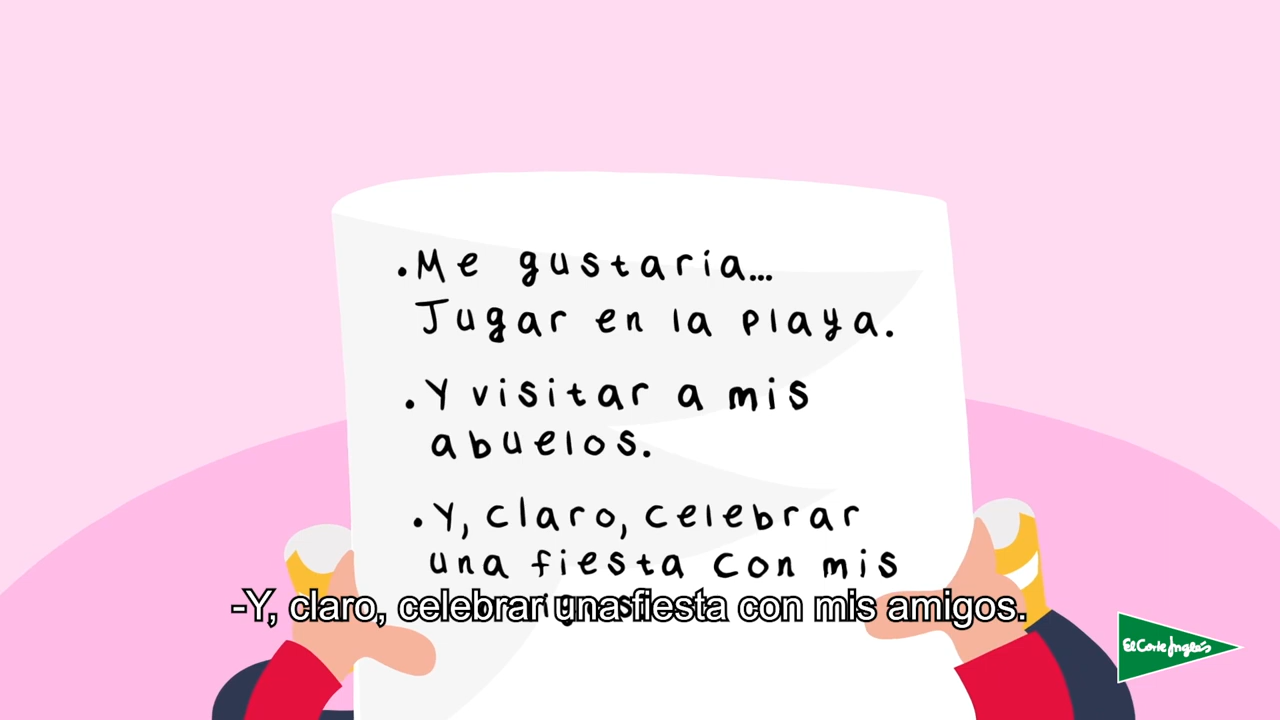 •Me gustaría...
Jugar en la playa.
•Y visitar a mis
abuelos.
•Y, claro, celebrar
una fiesta con mis
-Y, claro, celebrar una fiesta con mis amigos.
El Corte Inglés